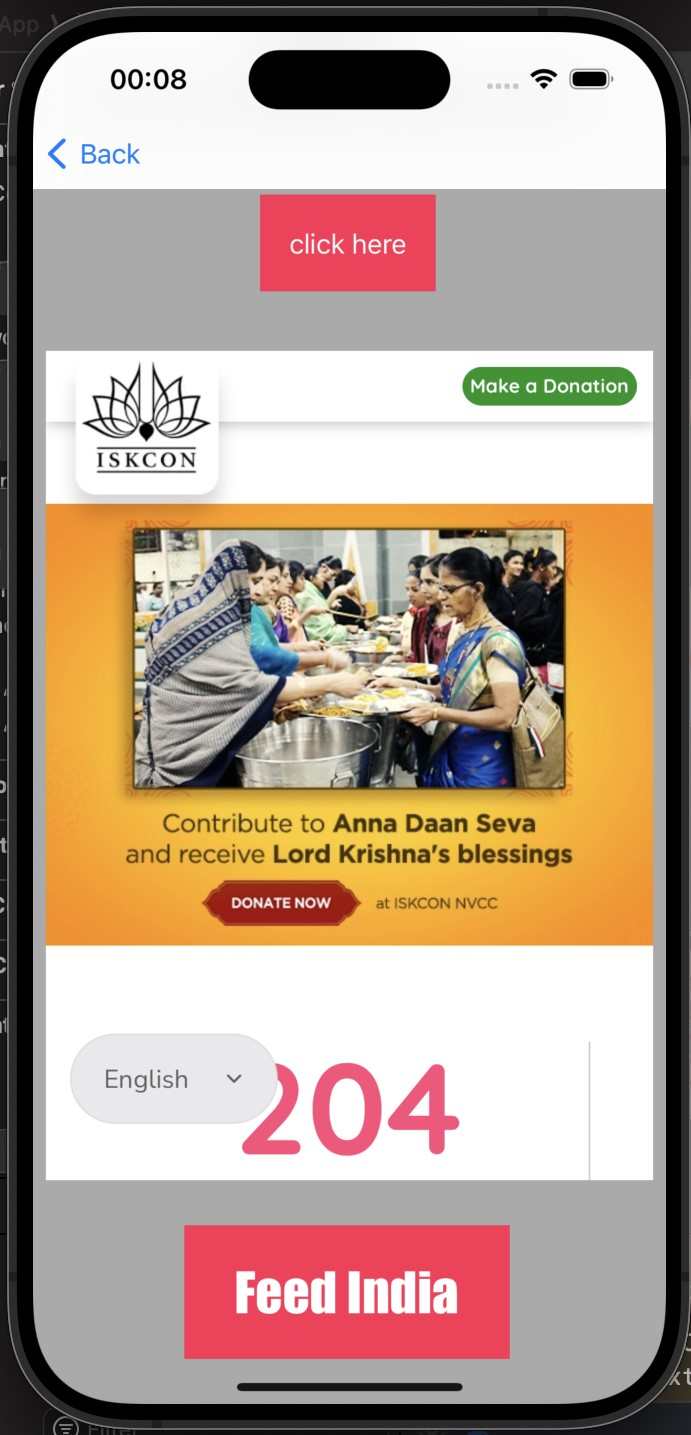 00:08
Back
click here
Make a Donation
ISKCON
Contribute to Anna Daan Seva
and receive Lord Krishna's blessings
DONATE NOW at ISKCON NVCC
English
204
Feed India
Filter